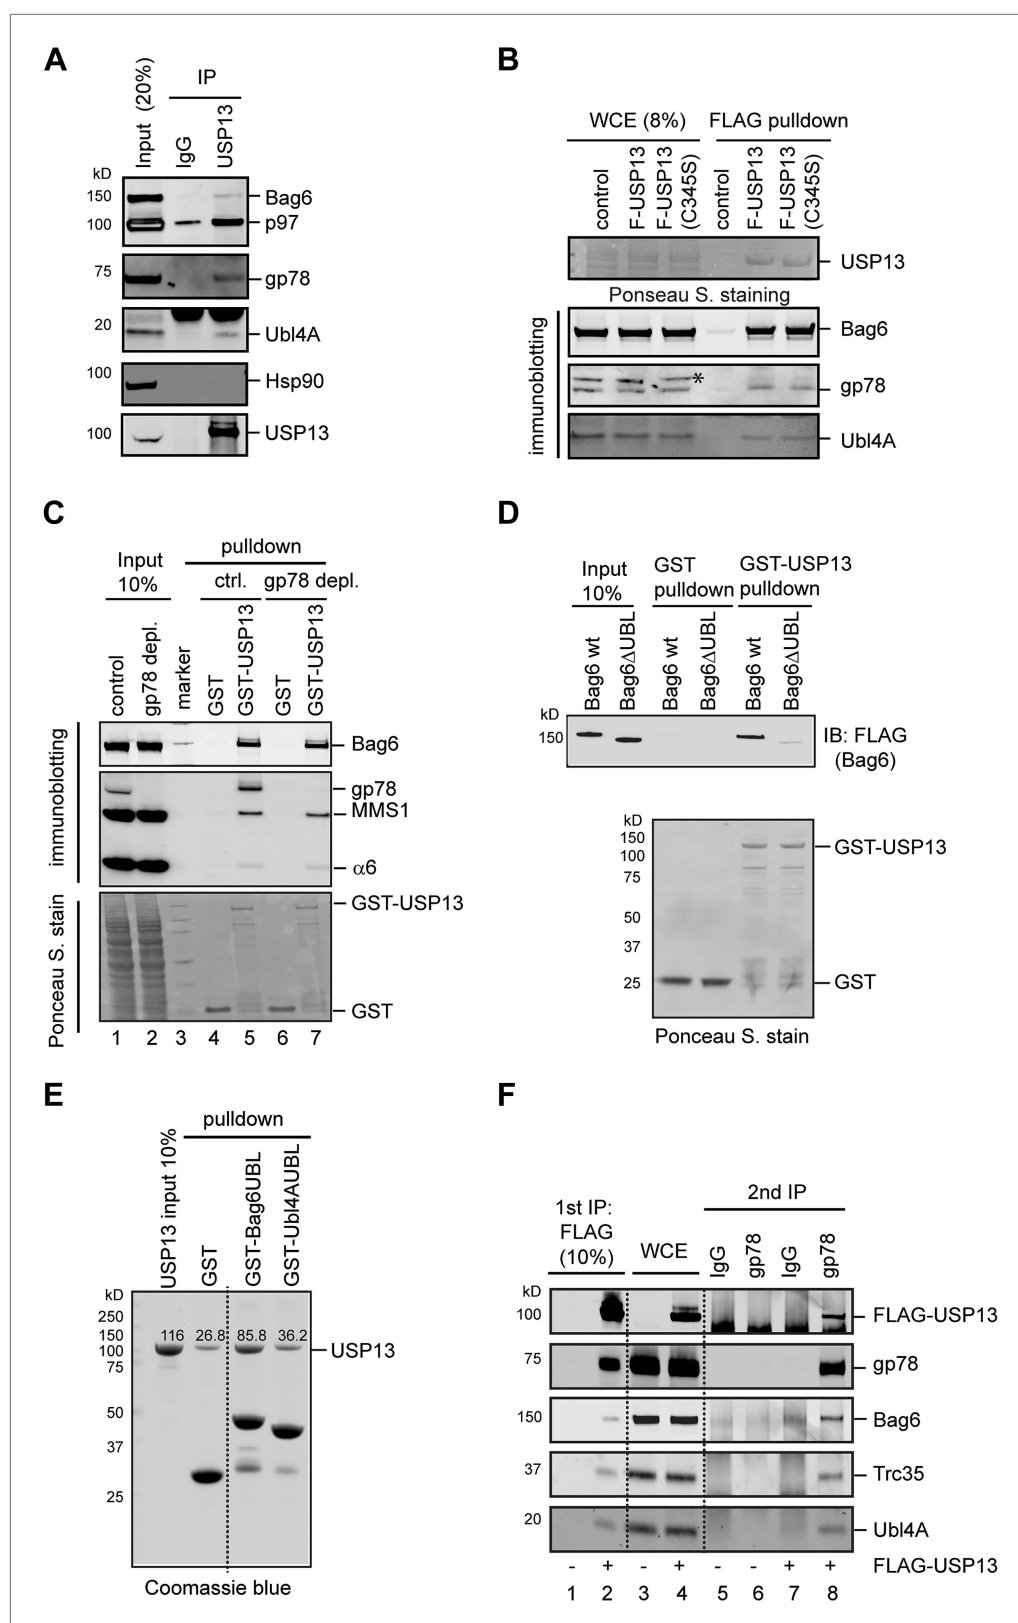 A
Input (20%)
IP
IgG
USP13
kD
150
100
Bag6
p97
75
gp78
20
Ubl4A
100
Hsp90
100
USP13
B
WCE (8%)
FLAG pulldown
control
F-USP13
F-USP13
(C345S)
control
F-USP13
F-USP13
(C345S)
USP13
Ponseau S. staining
immunoblotting
Bag6
*
gp78
Ubl4A
C
Input
10%
pulldown
ctrl.
gp78 depl.
control
gp78 depl.
marker
GST
GST-USP13
GST
GST-USP13
immunoblotting
Bag6
gp78
MMS1
α6
Ponceau S. stain
GST-USP13
GST
1 2 3 4 5 6 7
D
Input
10%
GST
pulldown
GST-USP13
pulldown
Bag6 wt
Bag6ΔUBL
Bag6 wt
Bag6ΔUBL
Bag6 wt
Bag6ΔUBL
kD
150
IB: FLAG
(Bag6)
kD
150
100
75
50
37
25
GST-USP13
GST
Ponceau S. stain
E
pulldown
USP13 input 10%
GST
GST-Bag6UBL
GST-Ubl4AUBL
kD
250
150
100
75
50
37
25
116 26.8 85.8 36.2
USP13
Coomassie blue
F
1st IP:
FLAG
(10%)
WCE
2nd IP
IgG
gp78
IgG
gp78
kD
100
FLAG-USP13
75
gp78
150
Bag6
37
Trc35
20
Ubl4A
- + - + - - + + FLAG-USP13
1 2 3 4 5 6 7 8